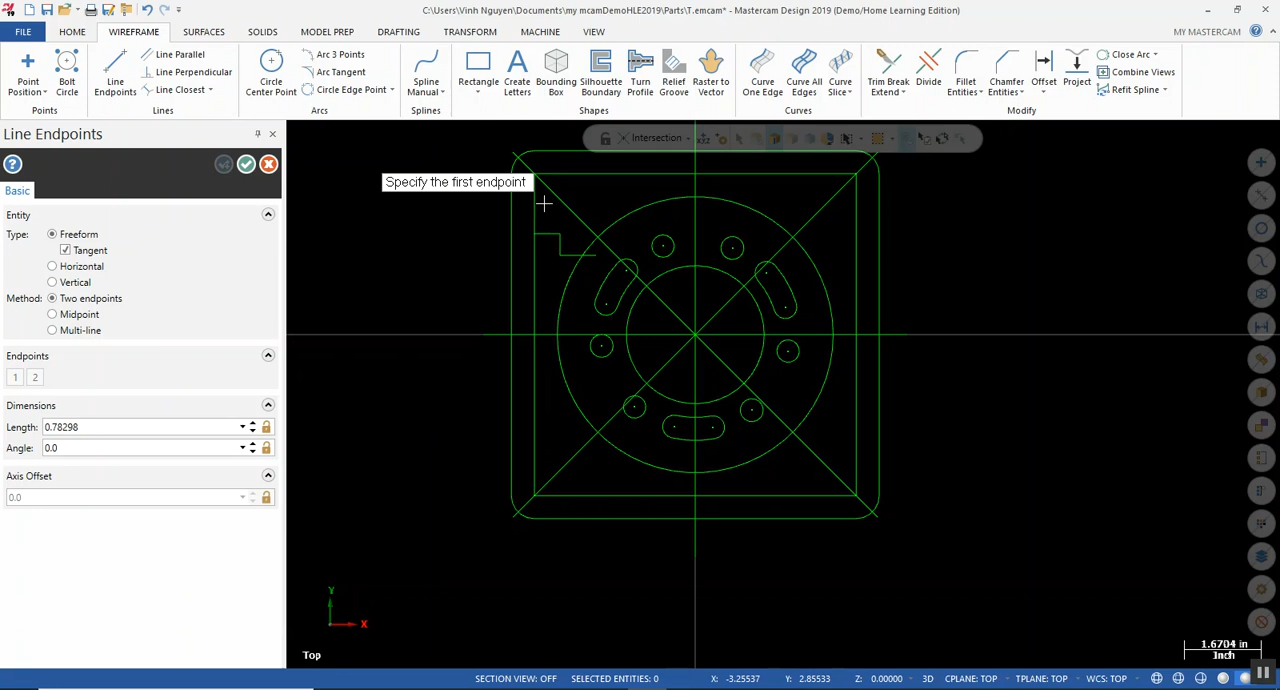 C:\Users\Vinh Nguyen\Documents\my mcamDemoHLE2019\Parts\T.emcam* - Mastercam Design 2019 (Demo/Home Learning Edition)
FILE HOME WIREFRAME SURFACES SOLIDS MODEL PREP DRAFTING TRANSFORM MACHINE VIEW MY MASTERCAM
Point Position
Bolt Circle
Points
Line Endpoints
Line Parallel
Line Perpendicular
Line Closest
Lines
Circle Center Point
Arc 3 Points
Arc Tangent
Circle Edge Point
Arcs
Spline Manual
Splines
Rectangle
Create Letters
Bounding Box
Silhouette Boundary
Turn Profile
Relief Groove
Raster to Vector
Shapes
Curve One Edge
Curve All Edges
Curve Slice
Curves
Trim Break Extend
Divide
Fillet Entities
Chamfer Entities
Offset
Project
Close Arc
Combine Views
Refit Spline
Modify
Line Endpoints
Basic
Entity
Type: Freeform
Tangent
Horizontal
Vertical
Method: Two endpoints
Midpoint
Multi-line
Endpoints
1 2
Dimensions
Length: 0.78298
Angle: 0.0
Axis Offset
0.0
Intersection
Specify the first endpoint
Y
X
Top
1.6704 in
Inch
SECTION VIEW: OFF SELECTED ENTITIES: 0 X: -3.25537 Y: 2.85533 Z: 0.00000 3D CPLANE: TOP TPLANE: TOP WCS: TOP